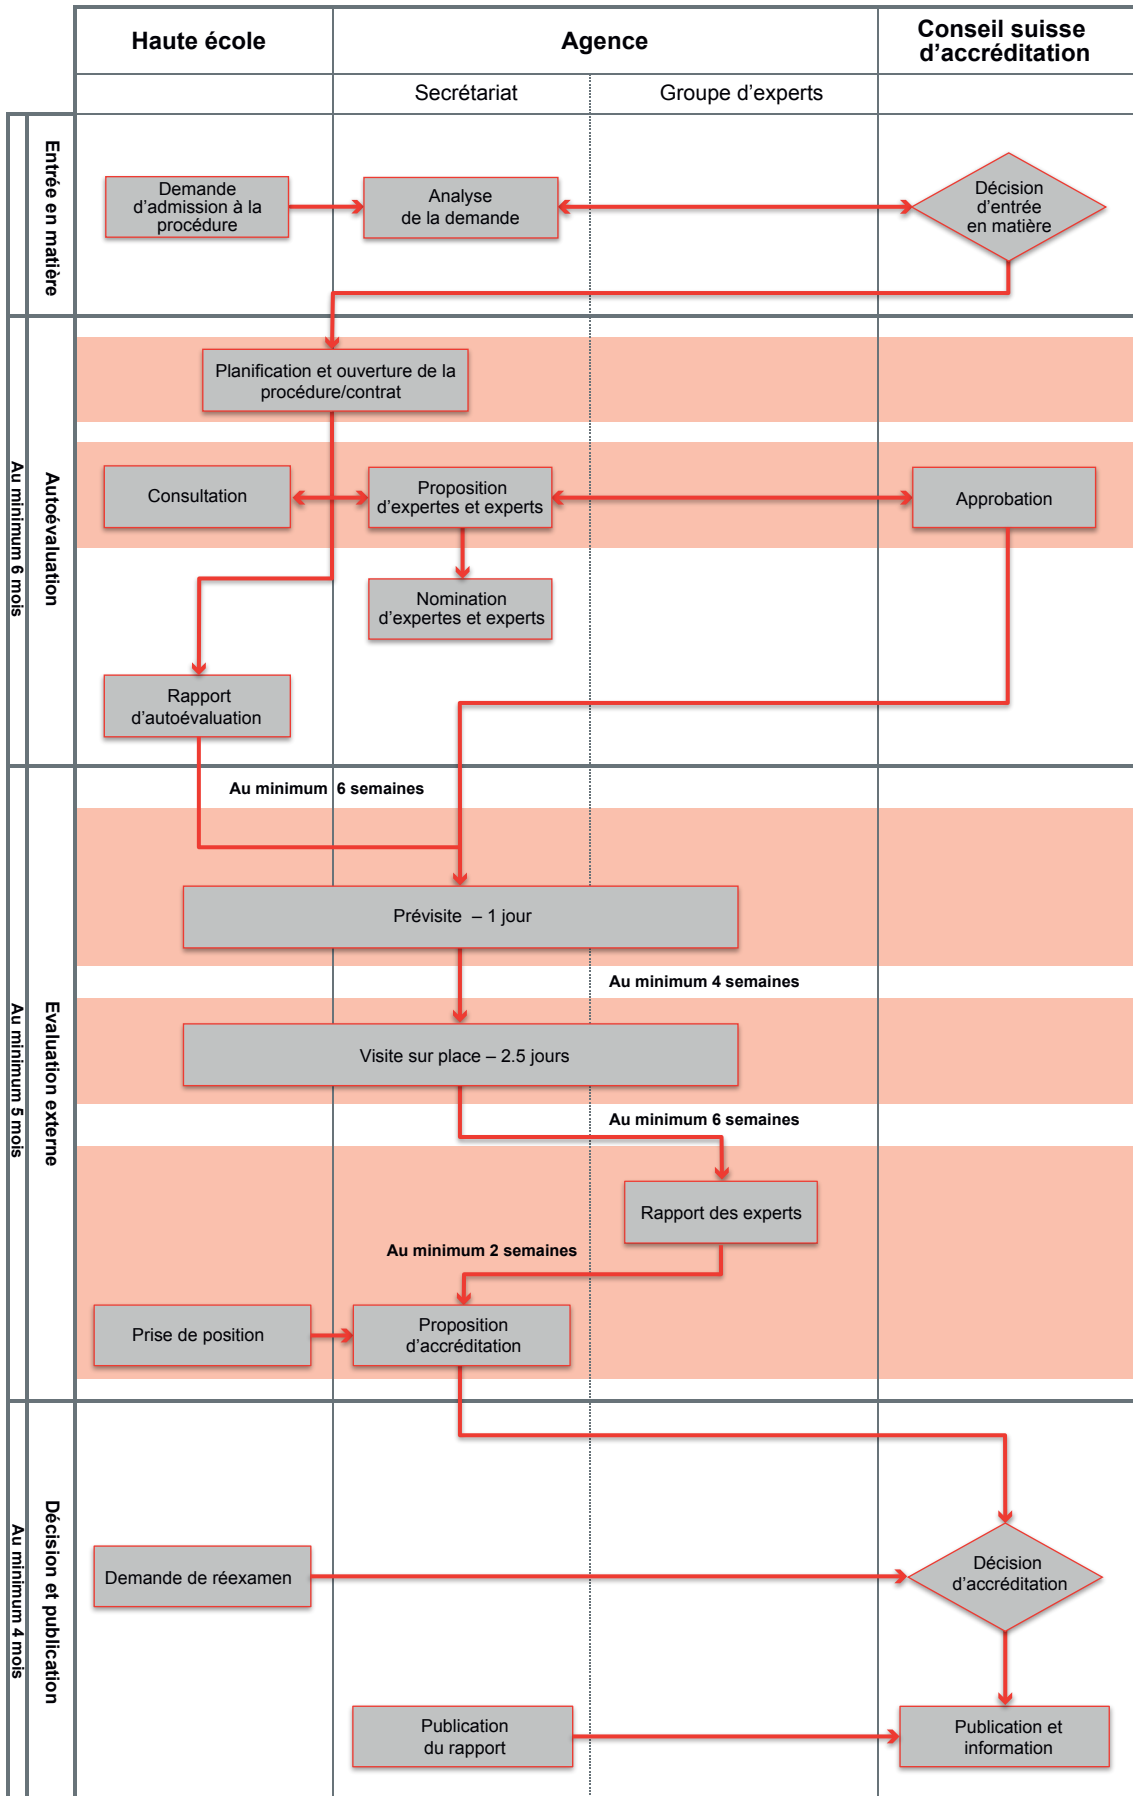 Haute école
Agence
Conseil suisse
d’accréditation
Secrétariat
Groupe d’experts
Entrée en matière
Demande
d’admission à la
procédure
Analyse
de la demande
Décision
d’entrée
en matière
Au minimum 6 mois
Autoévaluation
Planification et ouverture de la
procédure/contrat
Consultation
Proposition
d’expertes et experts
Approbation
Nomination
d’expertes et experts
Rapport
d’autoévaluation
Au minimum 5 mois
Evaluation externe
Au minimum 6 semaines
Prévisite – 1 jour
Au minimum 4 semaines
Visite sur place – 2.5 jours
Au minimum 6 semaines
Rapport des experts
Au minimum 2 semaines
Prise de position
Proposition
d’accréditation
Au minimum 4 mois
Décision et publication
Demande de réexamen
Décision
d’accréditation
Publication
du rapport
Publication et
information